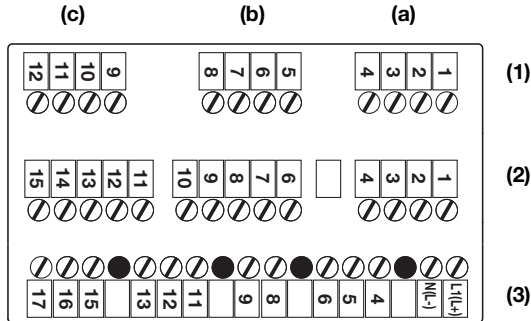 (c) (b) (a)
12 11 10 9 8 7 6 5 4 3 2 1 (1)
15 14 13 12 11 10 9 8 7 6 4 3 2 1 (2)
17 16 15 13 12 11 9 8 6 5 4 N(L-) L1(L+) (3)